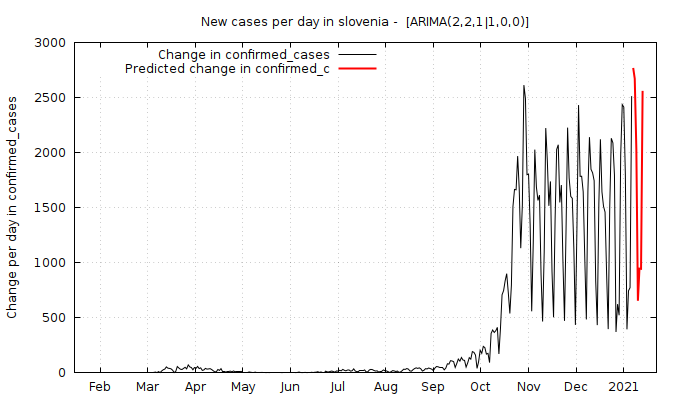 New cases per day in slovenia -  [ARIMA(2,2,1|1,0,0)]
3000
Change in confirmed_cases
Predicted change in confirmed_c
2500
2000
1500
1000
500
0
Change per day in confirmed_cases
Feb Mar Apr May Jun Jul Aug Sep Oct Nov Dec 2021